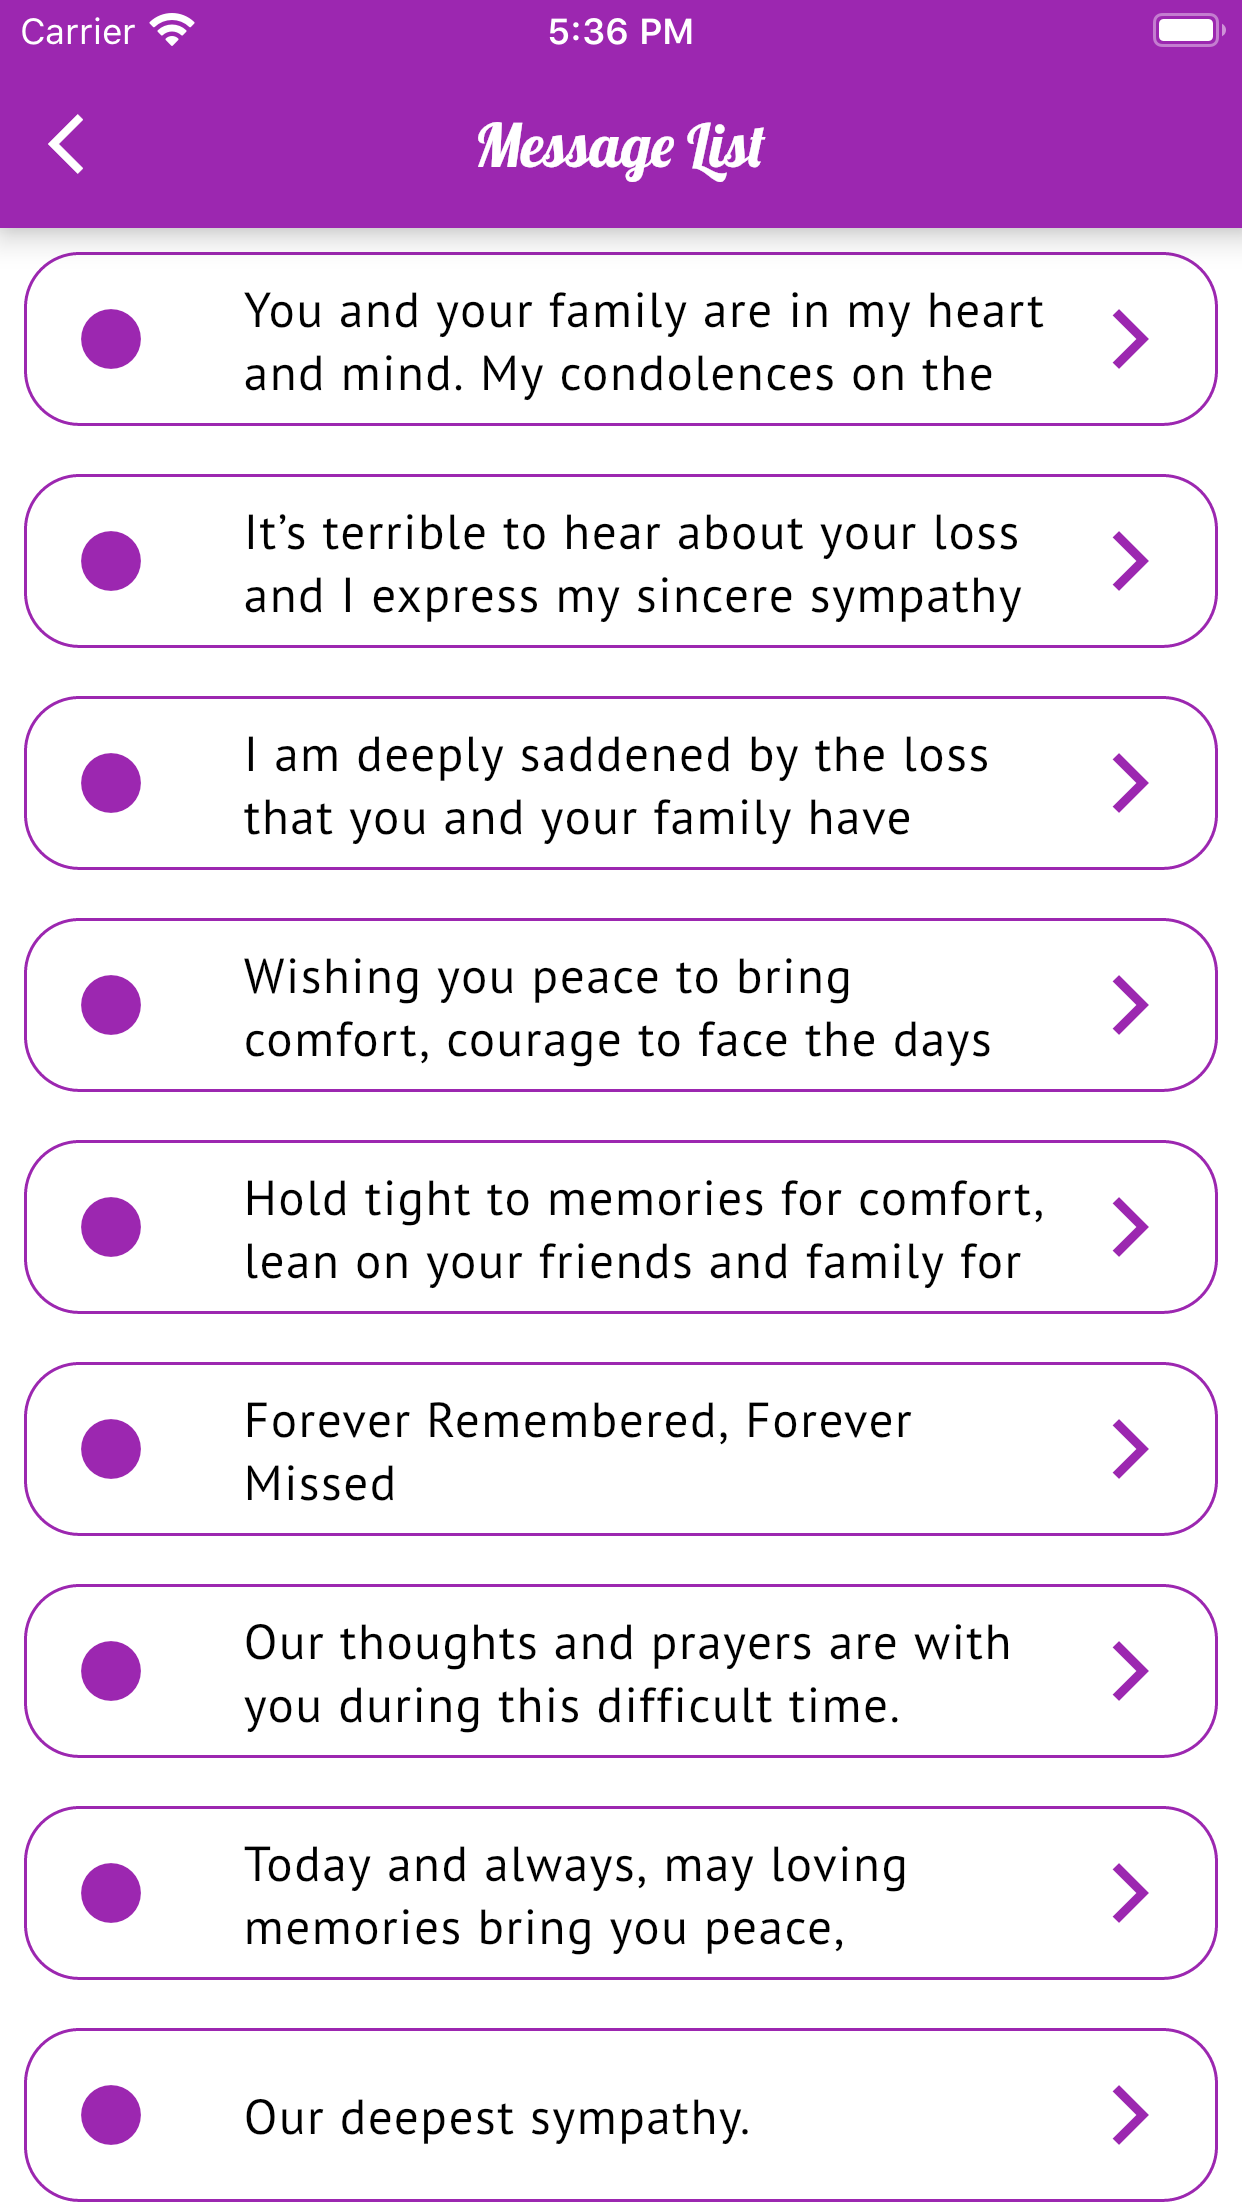 Carrier 5:36 PM
Message List
You and your family are in my heart
and mind. My condolences on the
It’s terrible to hear about your loss
and I express my sincere sympathy
I am deeply saddened by the loss
that you and your family have
Wishing you peace to bring
comfort, courage to face the days
Hold tight to memories for comfort,
lean on your friends and family for
Forever Remembered, Forever
Missed
Our thoughts and prayers are with
you during this difficult time.
Today and always, may loving
memories bring you peace,
Our deepest sympathy.